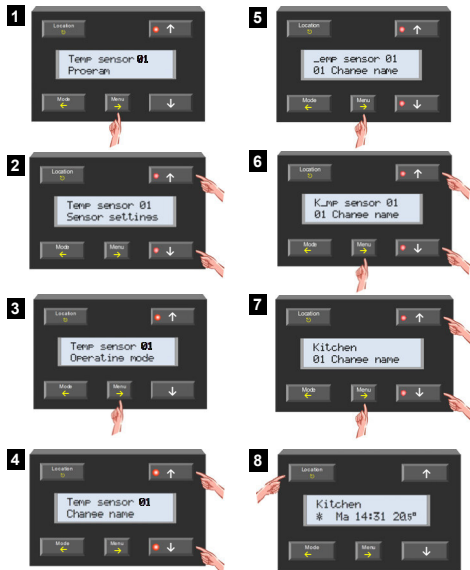 1
Location
Temp sensor 01
Program
Mode
Menu
2
Location
Temp sensor 01
Sensor settings
Mode
Menu
3
Location
Temp sensor 01
Operating mode
Mode
Menu
4
Location
Temp sensor 01
Change name
Mode
Menu
5
Location
_emp sensor 01
01 Change name
Mode
Menu
6
Location
K_mp sensor 01
01 Change name
Mode
Menu
7
Location
Kitchen
01 Change name
Mode
Menu
8
Location
Kitchen
* Ma 14:31 20.5°
Mode
Menu